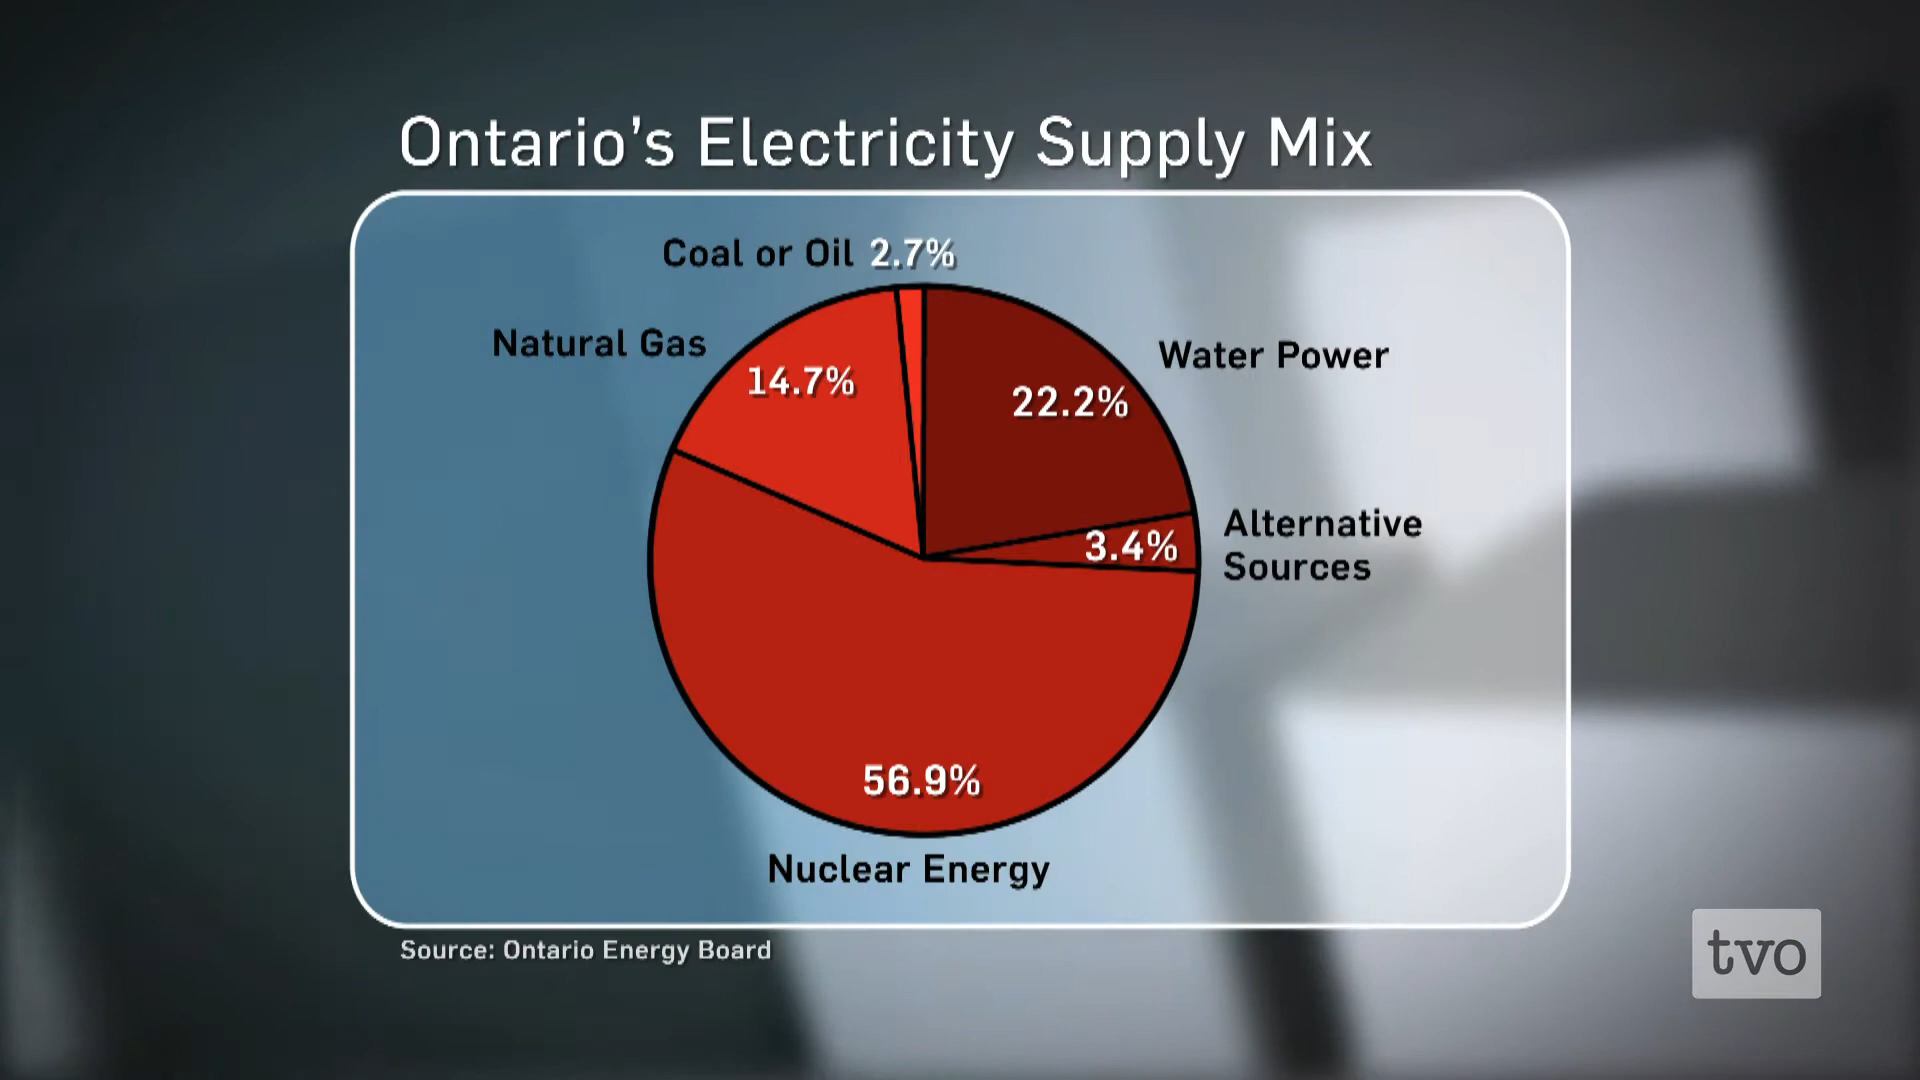 Ontario's Electricity Supply Mix
Coal or Oil 2.7%
Natural Gas
14.7%
Water Power
22.2%
Alternative
Sources
3.4%
56.9%
Nuclear Energy
Source: Ontario Energy Board
tvo